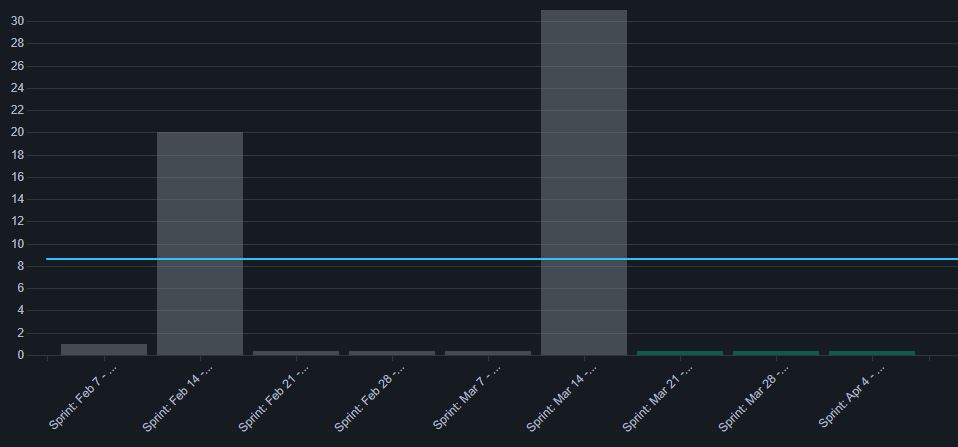 30
28
26
24
22
20
18
16
14
12
10
8
6
4
2
0
Sprint: Feb 7 - ...
Sprint: Feb 14 -...
Sprint: Feb 21 -...
Sprint: Feb 28 -...
Sprint: Mar 7 - ...
Sprint: Mar 14 -...
Sprint: Mar 21 -...
Sprint: Mar 28 -...
Sprint: Apr 4 - ...